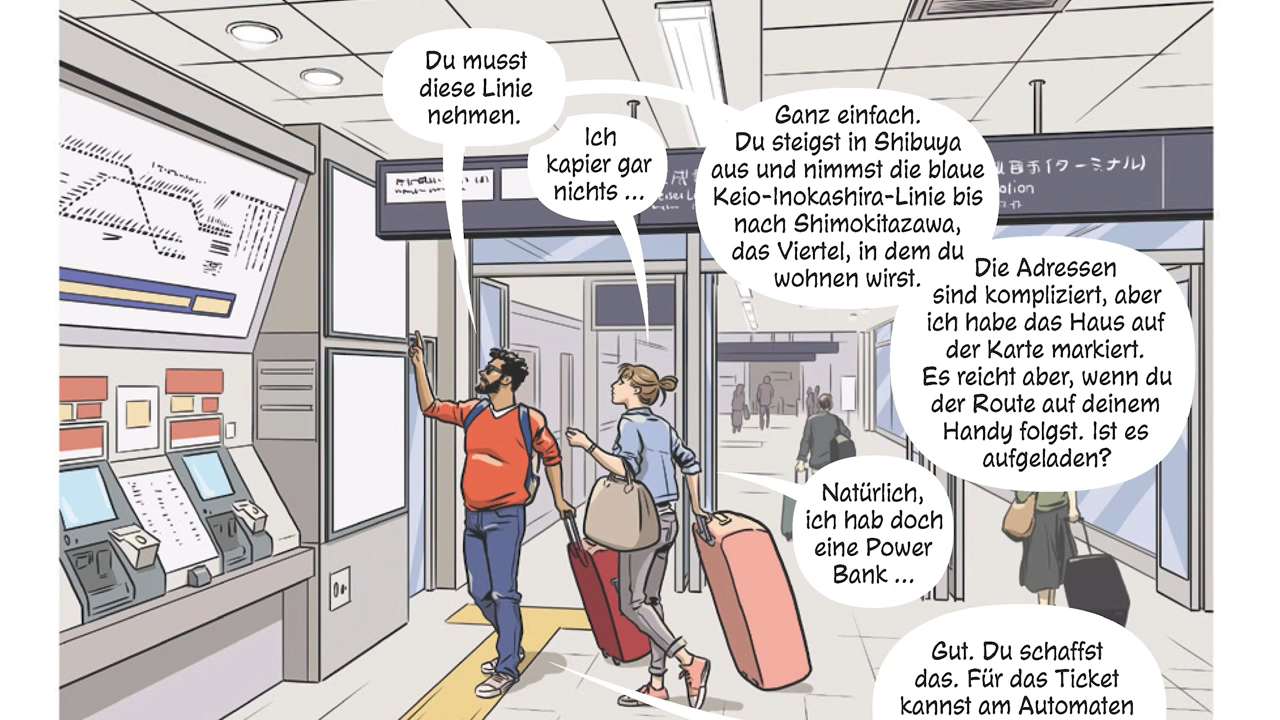 Du musst
diese Linie
nehmen.
Ich
kapier gar
nichts ...
Ganz einfach.
Du steigst in Shibuya
aus und nimmst die blaue
Keio-Inokashira-Linie bis
nach Shimokitazawa,
das Viertel, in dem du
wohnen wirst.
Die Adressen
sind kompliziert, aber
ich habe das Haus auf
der Karte markiert.
Es reicht aber, wenn du
der Route auf deinem
Handy folgst. Ist es
aufgeladen?
Natürlich,
ich hab doch
eine Power
Bank ...
Gut. Du schaffst
das. Für das Ticket
kannst am Automaten